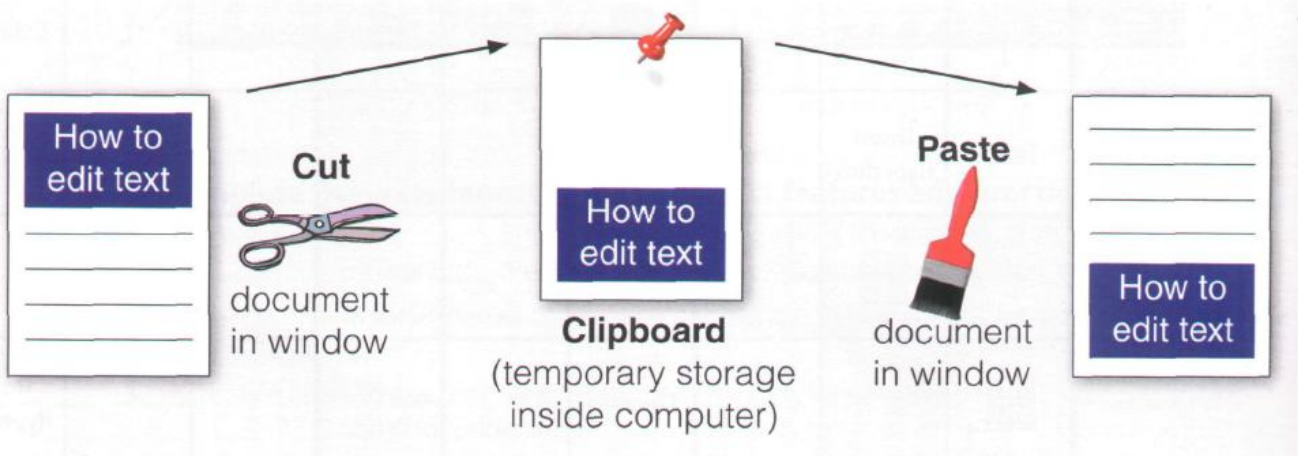 How to
edit text
Cut
document
in window
How to
edit text
Clipboard
(temporary storage
inside computer)
Paste
document
in window
How to
edit text